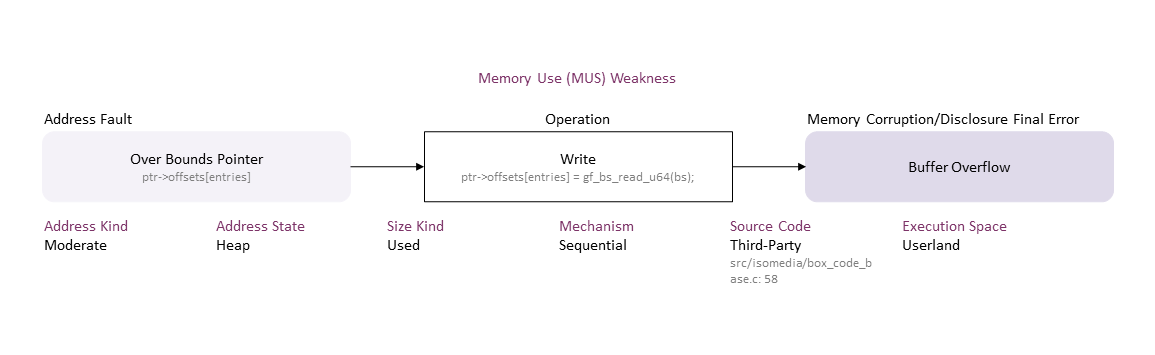 Memory Use (MUS) Weakness
Address Fault
Operation
Memory Corruption/Disclosure Final Error
Over Bounds Pointer
ptr->offsets[entries]
Write
ptr->offsets[entries] = gf_bs_read_u64(bs);
Buffer Overflow
Address Kind
Moderate
Address State
Heap
Size Kind
Used
Mechanism
Sequential
Source Code
Third-Party
src/isomedia/box_code_b
ase.c: 58
Execution Space
Userland